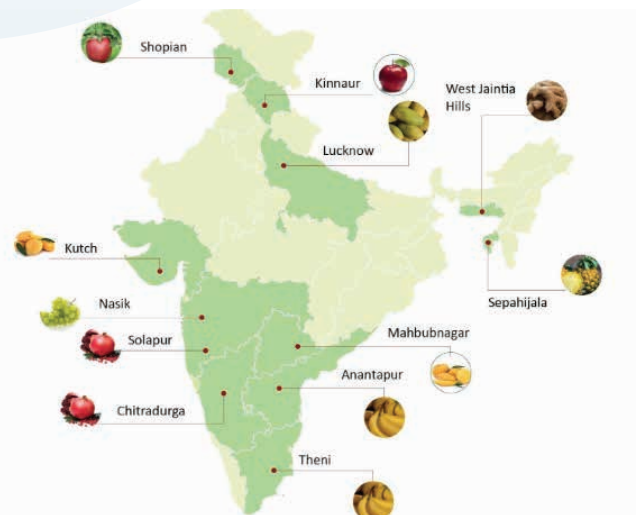 Shopian
Kinnaur
West Jaintia
Hills
Lucknow
Kutch
Sepahijala
Nasik
Solapur
Mahbubnagar
Anantapur
Chitradurga
Theni